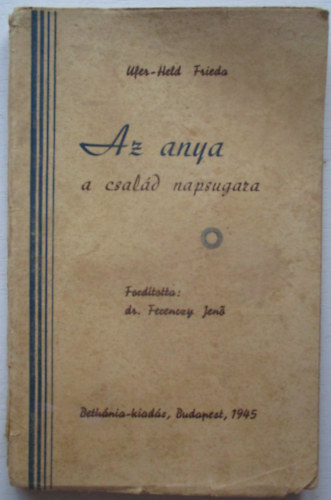 Ufer-Held Frieda
Az anya
a család napsugara
Fordította:
dr. Ferenczy Jenő
Bethánia-kiadás, Budapest, 1945